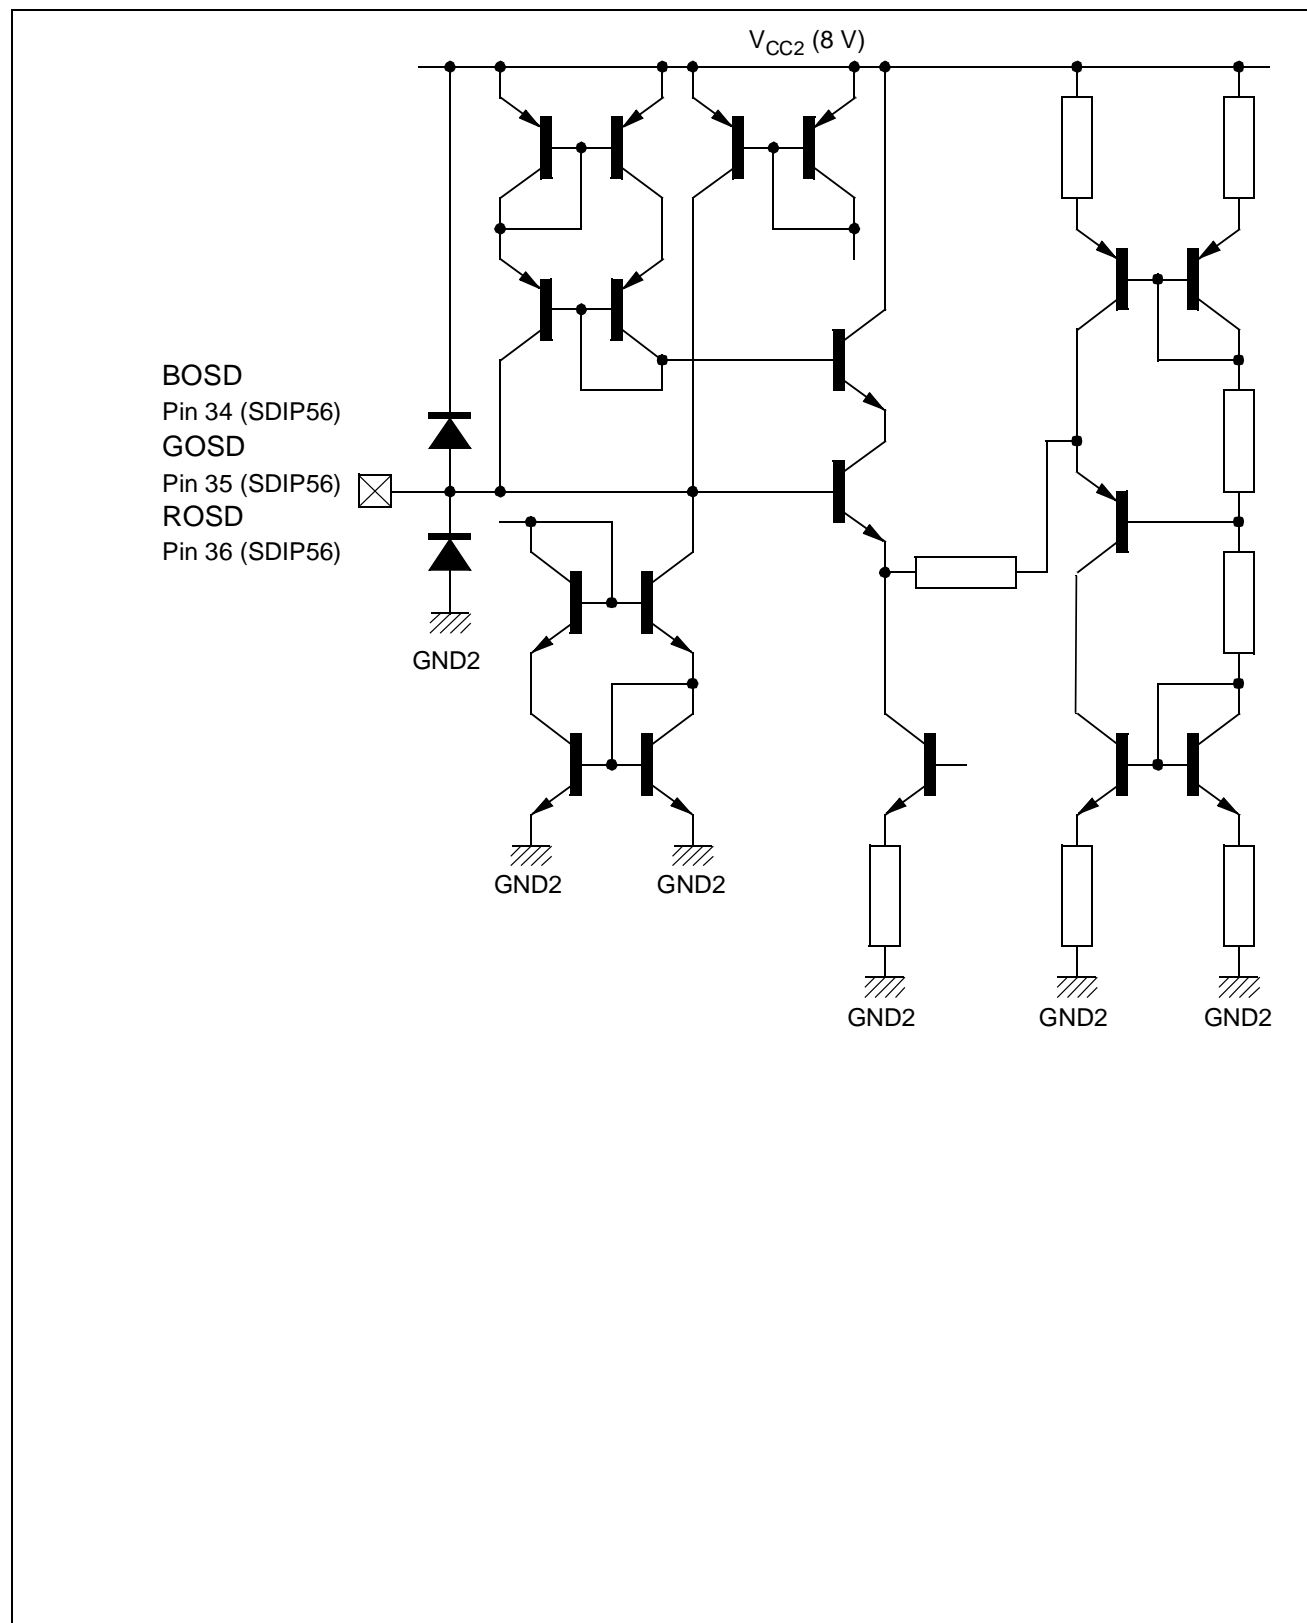 VCC2 (8 V)
BOSD
Pin 34 (SDIP56)
GOSD
Pin 35 (SDIP56)
ROSD
Pin 36 (SDIP56)
GND2
GND2
GND2
GND2
GND2
GND2